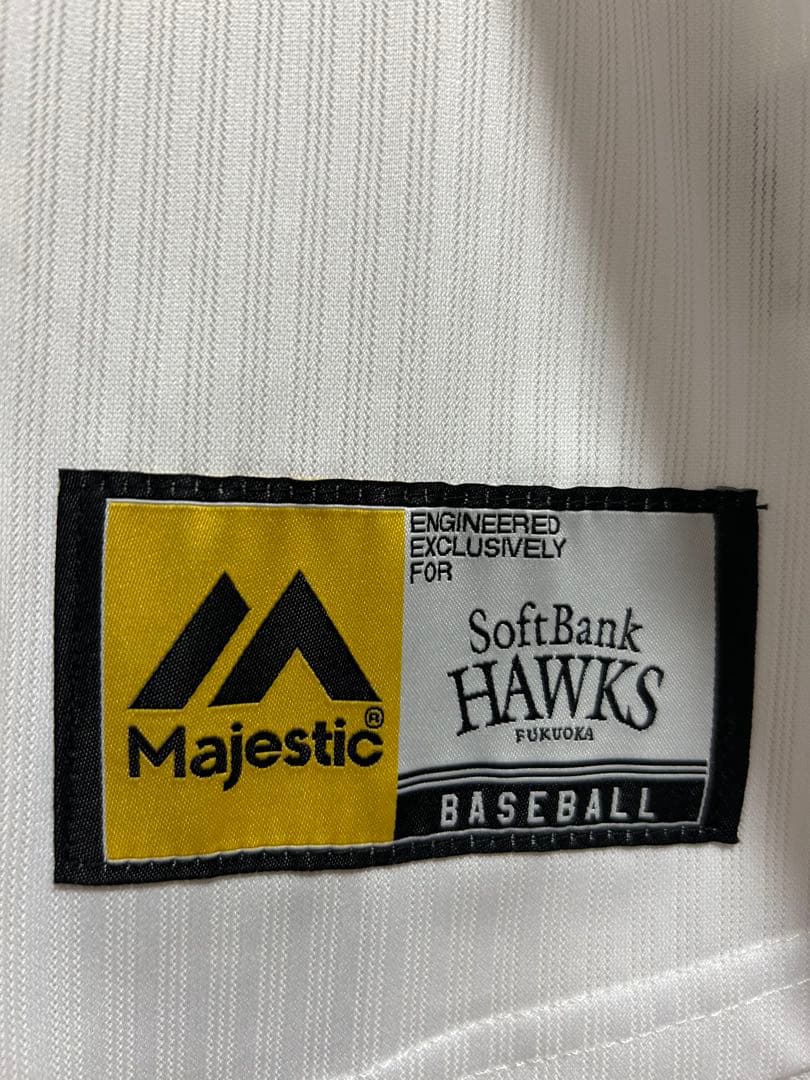 Majestic®
ENGINEERED
EXCLUSIVELY
FOR
SoftBank
HAWKS
FUKUOKA
BASEBALL